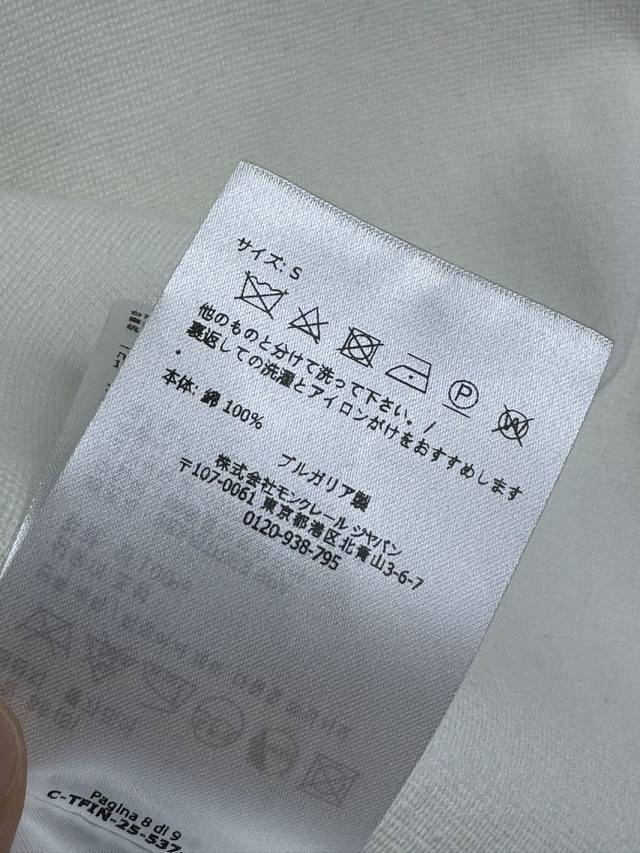 サイズ: S
他のものと分けて洗って下さい。/
裏返しての洗濯とアイロンがけをおすすめします
.
本体: 綿 100%
ブルガリア製
株式会社モンクレール ジャパン
〒107-0061 東京都港区北青山3-6-7
0120-938-795
Pagina 8 di 9
C-TFIN-25-537